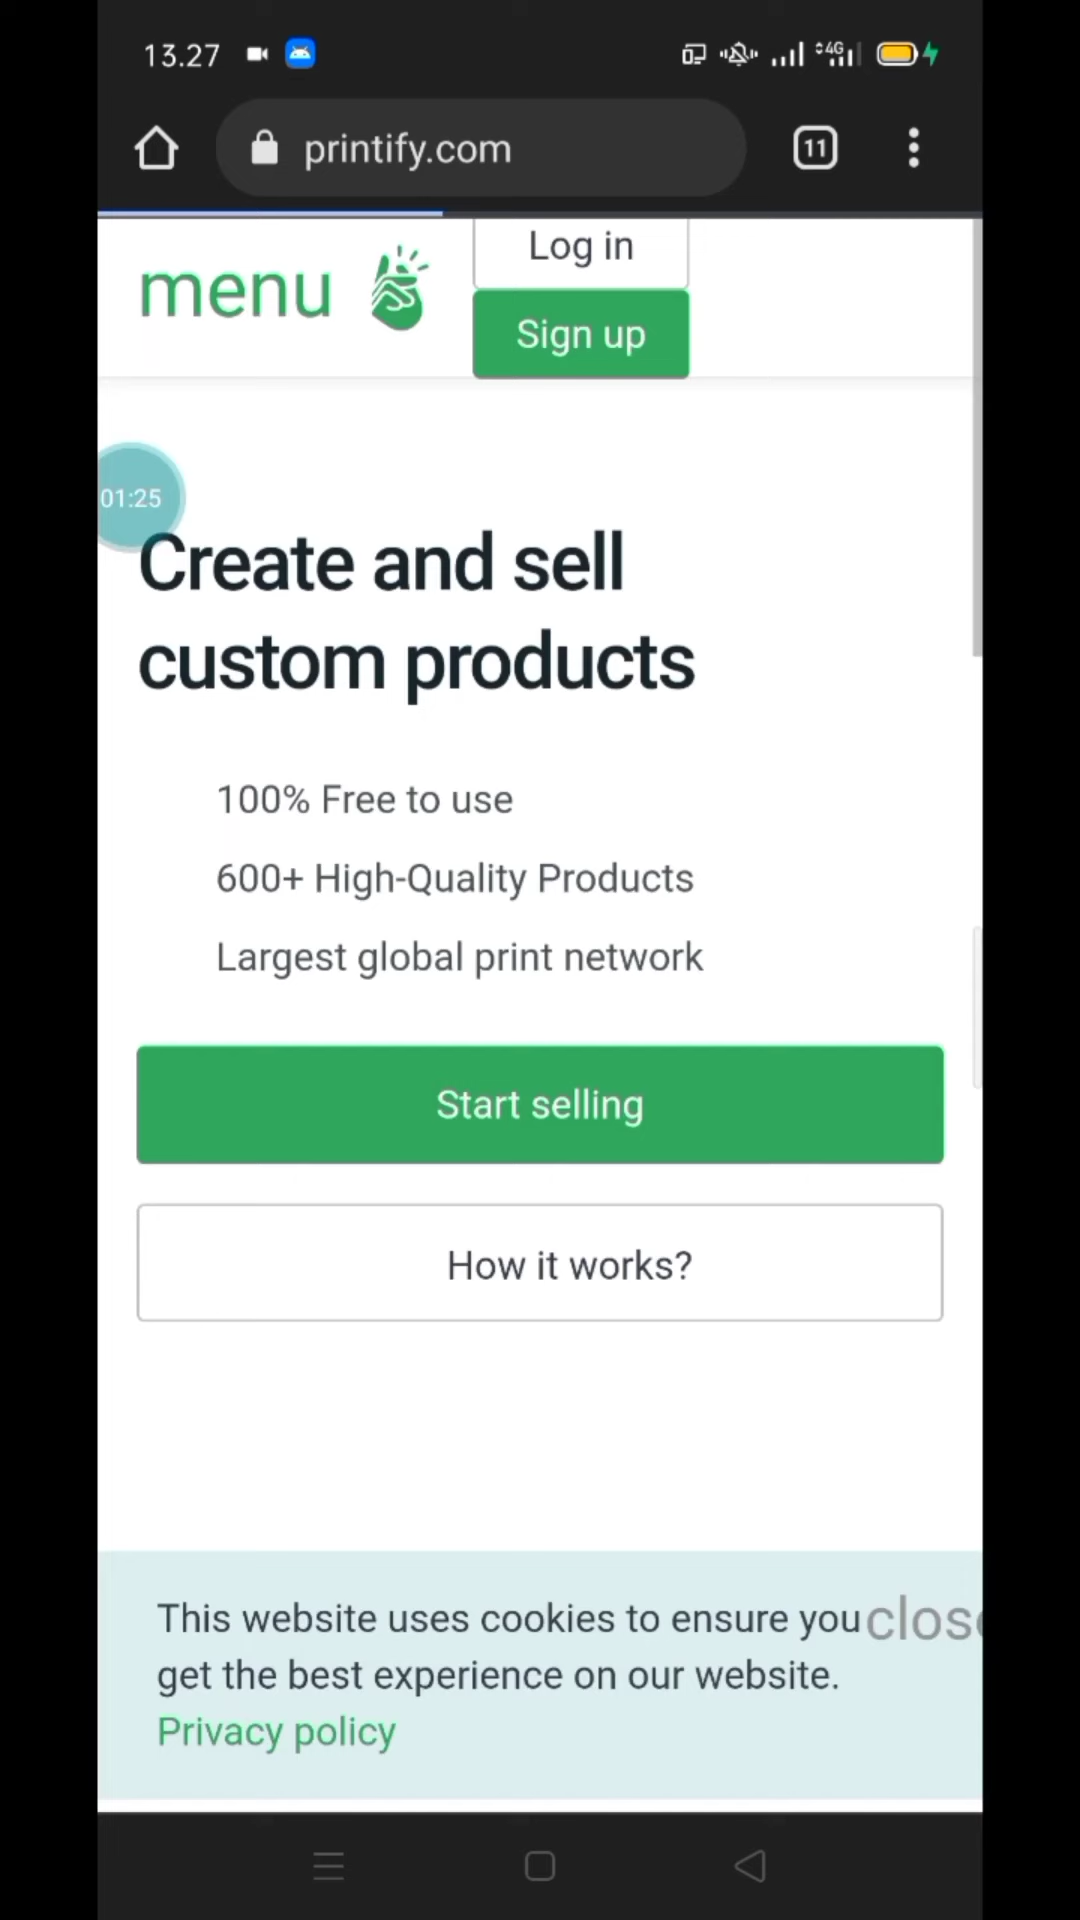 13.27
4G
printify.com
11
menu
Log in
Sign up
01:25
Create and sell
custom products
100% Free to use
600+ High-Quality Products
Largest global print network
Start selling
How it works?
This website uses cookies to ensure you
close
get the best experience on our website.
Privacy policy